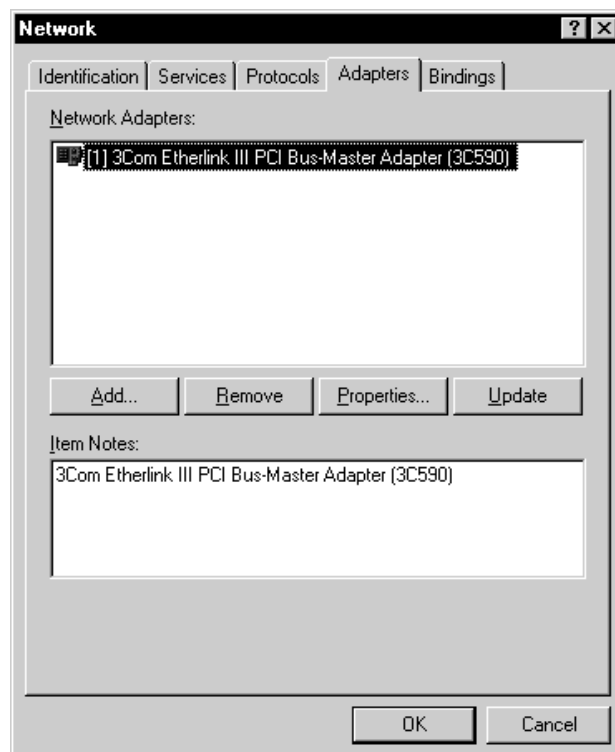 Network
Identification Services Protocols Adapters Bindings
Network Adapters:
[1] 3Com Etherlink III PCI Bus-Master Adapter (3C590)
Add... Remove Properties... Update
Item Notes:
3Com Etherlink III PCI Bus-Master Adapter (3C590)
OK Cancel